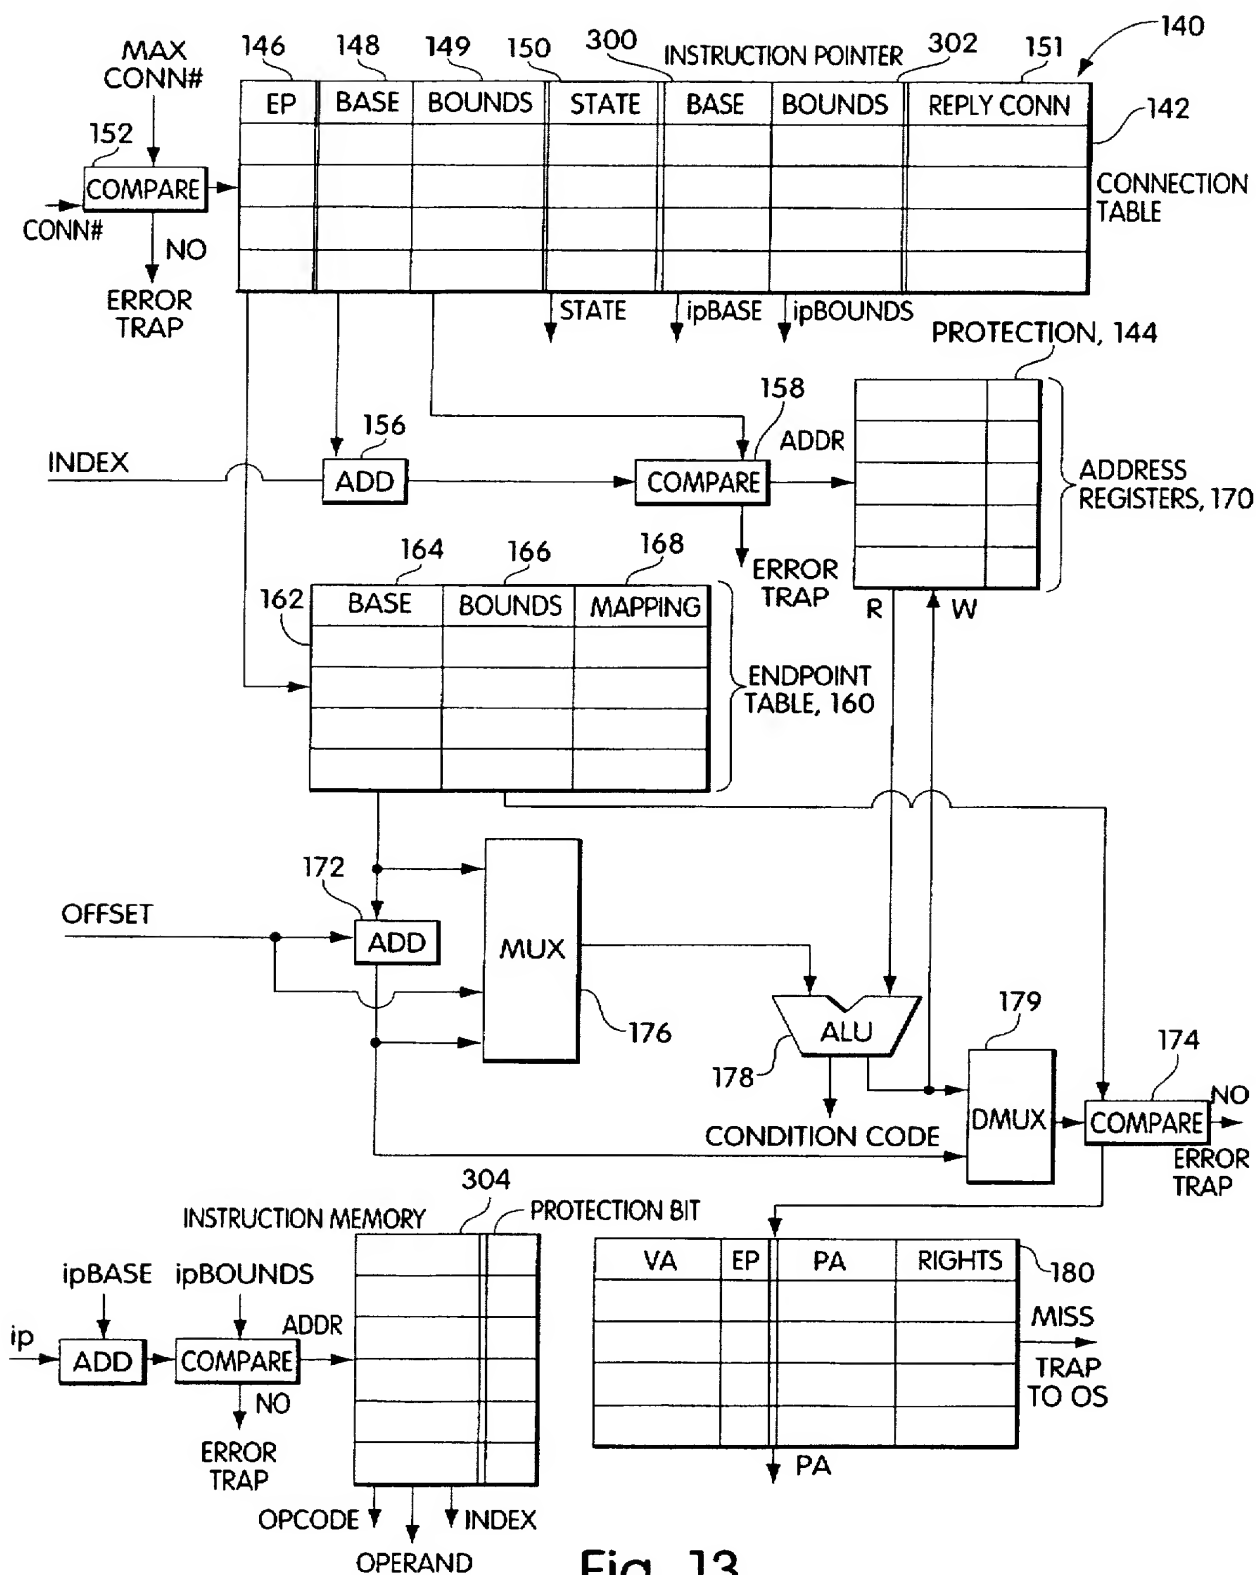 140
MAX
CONN#
146
148
149
150
300
INSTRUCTION POINTER
302
151
EP
BASE
BOUNDS
STATE
BASE
BOUNDS
REPLY CONN
142
152
COMPARE
CONN#
NO
ERROR
TRAP
CONNECTION
TABLE
STATE
ipBASE
ipBOUNDS
PROTECTION, 144
158
156
ADDR
INDEX
ADD
COMPARE
ADDRESS
REGISTERS, 170
ERROR
TRAP
R
W
164
166
168
162
BASE
BOUNDS
MAPPING
ENDPOINT
TABLE, 160
172
OFFSET
ADD
MUX
176
ALU
178
179
174
NO
DMUX
COMPARE
CONDITION CODE
ERROR
TRAP
304
INSTRUCTION MEMORY
PROTECTION BIT
VA
EP
PA
RIGHTS
180
ipBASE
ipBOUNDS
ADDR
ip
ADD
COMPARE
MISS
TRAP
TO OS
NO
ERROR
TRAP
PA
OPCODE
INDEX
OPERAND
Fig. 13